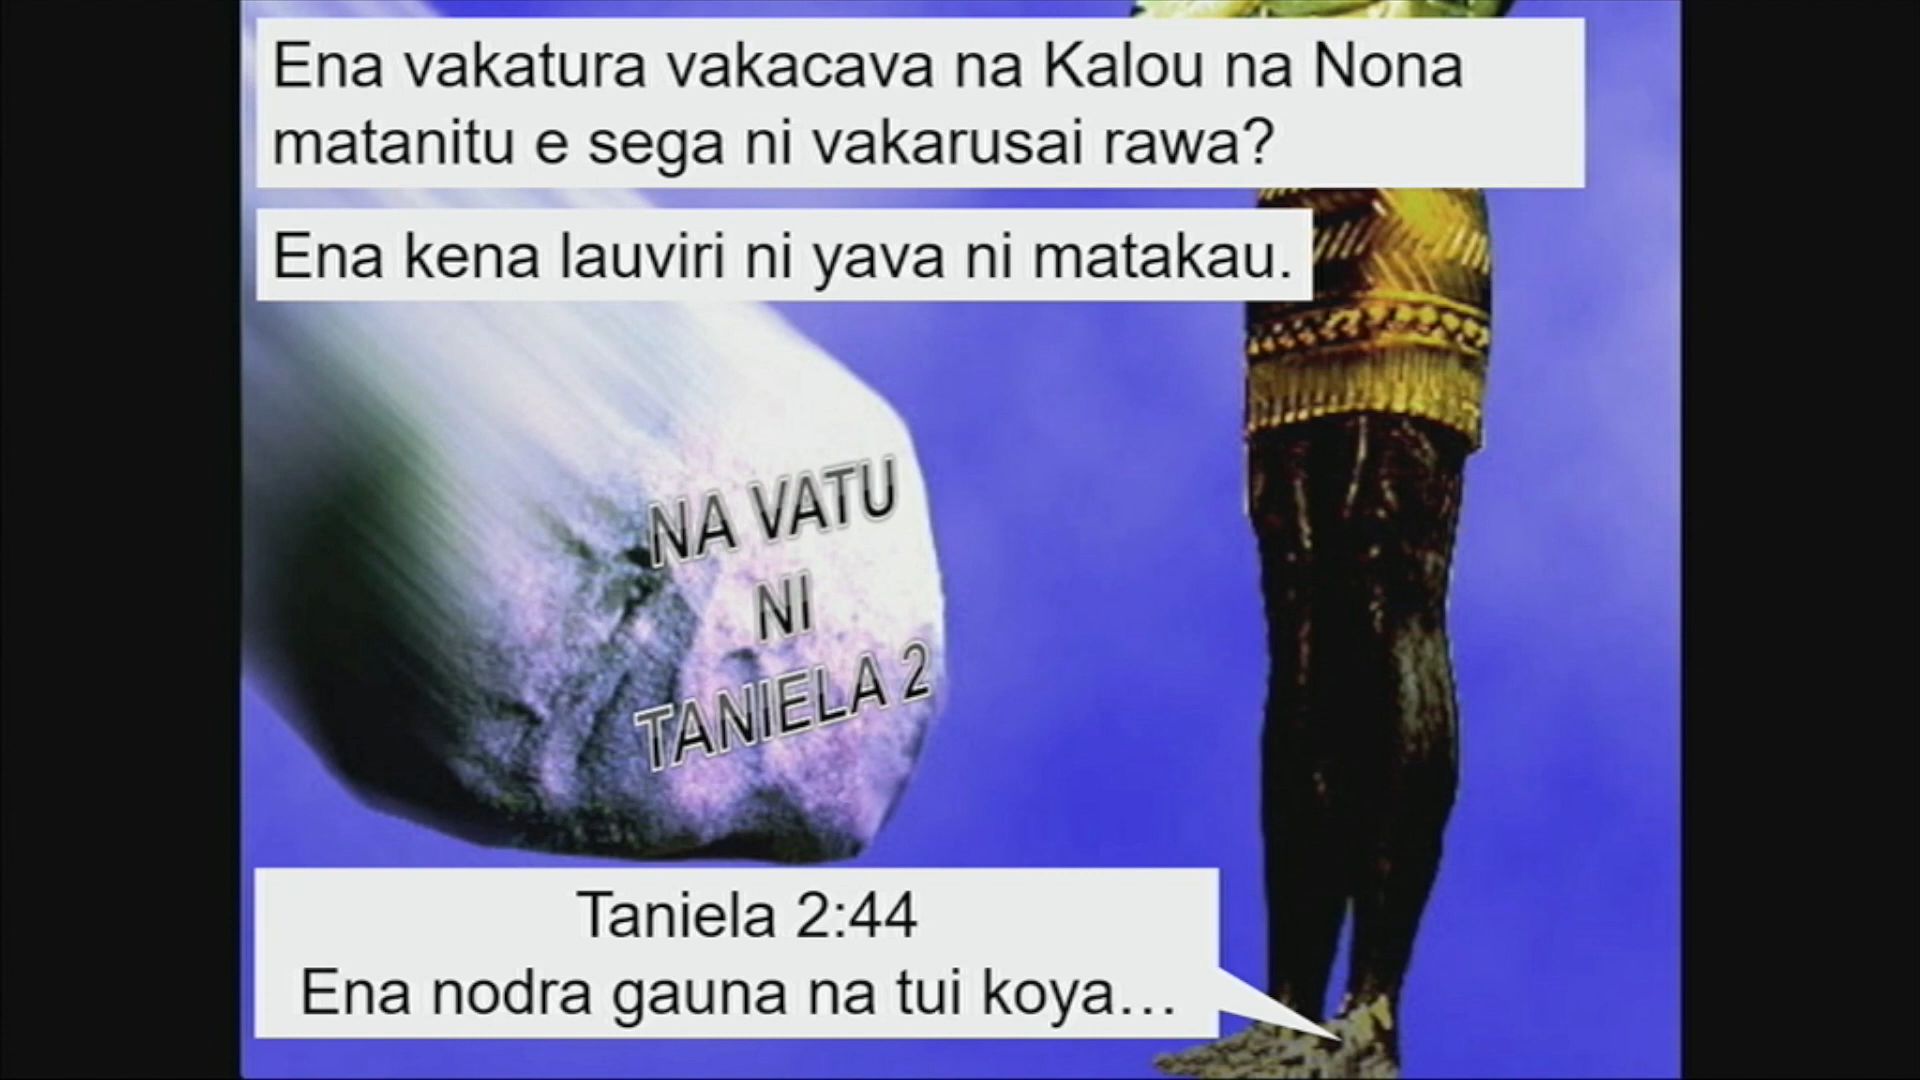 Ena vakatura vakacava na Kalou na Nona
matanitu e sega ni vakarusai rawa?
Ena kena lauviri ni yava ni matakau.
NA VATU
NI
TANIELA 2
Taniela 2:44
Ena nodra gauna na tui koya…